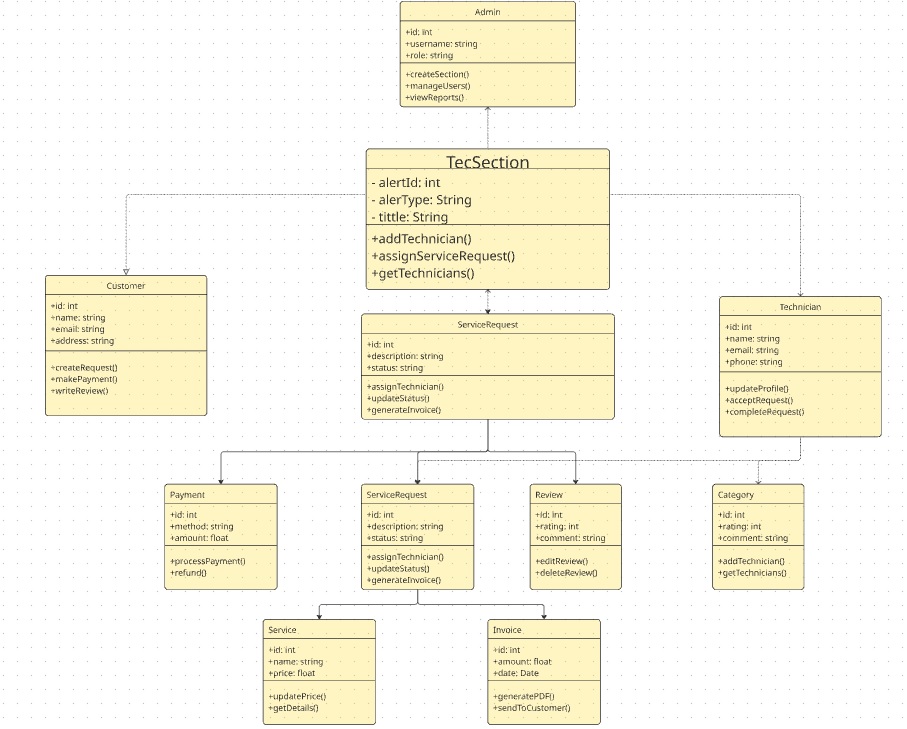 Admin
+id: int
+username: string
+role: string
+createSection()
+manageUsers()
+viewReports()
TecSection
- alertId: int
- alerType: String
- tittle: String
+addTechnician()
+assignServiceRequest()
+getTechnicians()
Customer
+id: int
+name: string
+email: string
+address: string
+createRequest()
+makePayment()
+writeReview()
ServiceRequest
+id: int
+description: string
+status: string
+assignTechnician()
+updateStatus()
+generateInvoice()
Technician
+id: int
+name: string
+email: string
+phone: string
+updateProfile()
+acceptRequest()
+completeRequest()
Payment
+id: int
+method: string
+amount: float
+processPayment()
+refund()
ServiceRequest
+id: int
+description: string
+status: string
+assignTechnician()
+updateStatus()
+generateInvoice()
Review
+id: int
+rating: int
+comment: string
+editReview()
+deleteReview()
Category
+id: int
+rating: int
+comment: string
+addTechnician()
+getTechnicians()
Service
+id: int
+name: string
+price: float
+updatePrice()
+getDetails()
Invoice
+id: int
+amount: float
+date: Date
+generatePDF()
+sendToCustomer()